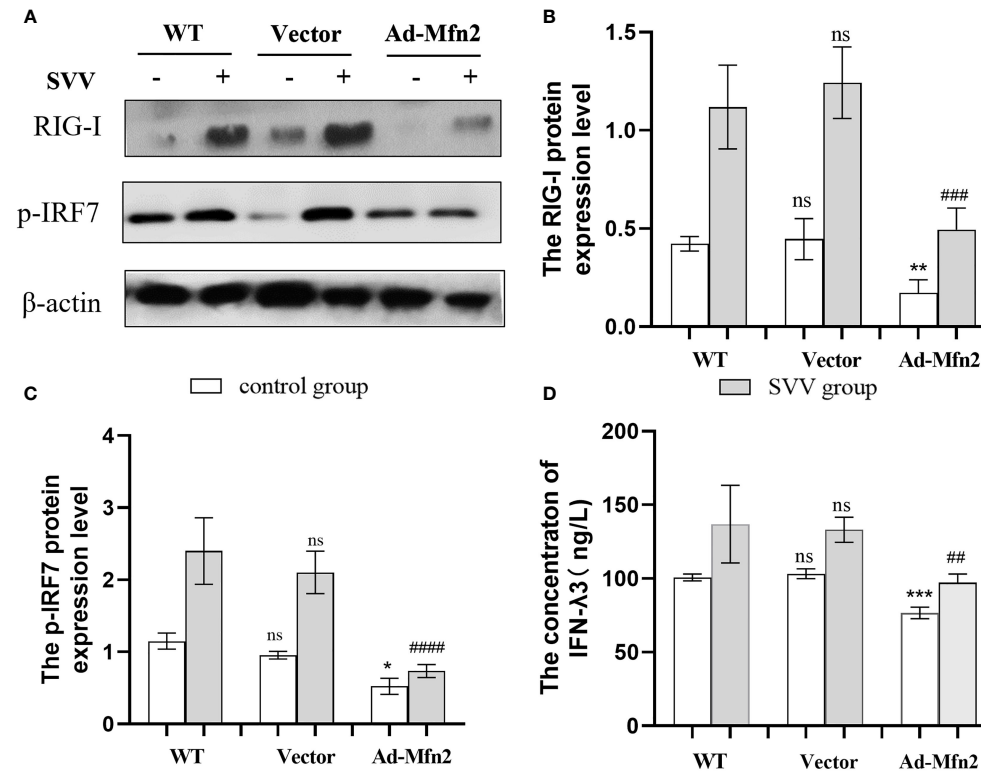 A
WT Vector Ad-Mfn2
SVV - + - + - +
RIG-I
p-IRF7
β-actin
B
The RIG-I protein
expression level
1.5
1.0
0.5
0.0
ns
ns
**
###
WT Vector Ad-Mfn2
control group
SVV group
C
The p-IRF7 protein
expression level
4
3
2
1
0
ns
ns
*
####
WT Vector Ad-Mfn2
D
The concentraton of
IFN-λ3 ( ng/L)
200
150
100
50
0
ns
ns
***
##
WT Vector Ad-Mfn2